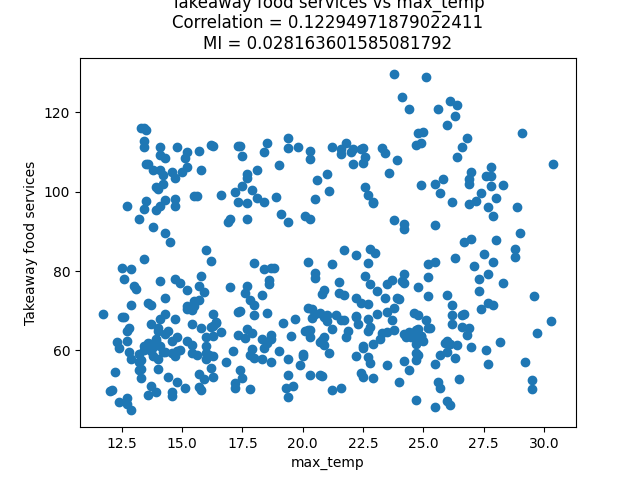 Takeaway food services vs max_temp
Correlation = 0.12294971879022411
MI = 0.028163601585081792
120
100
80
60
Takeaway food services
12.5 15.0 17.5 20.0 22.5 25.0 27.5 30.0
max_temp